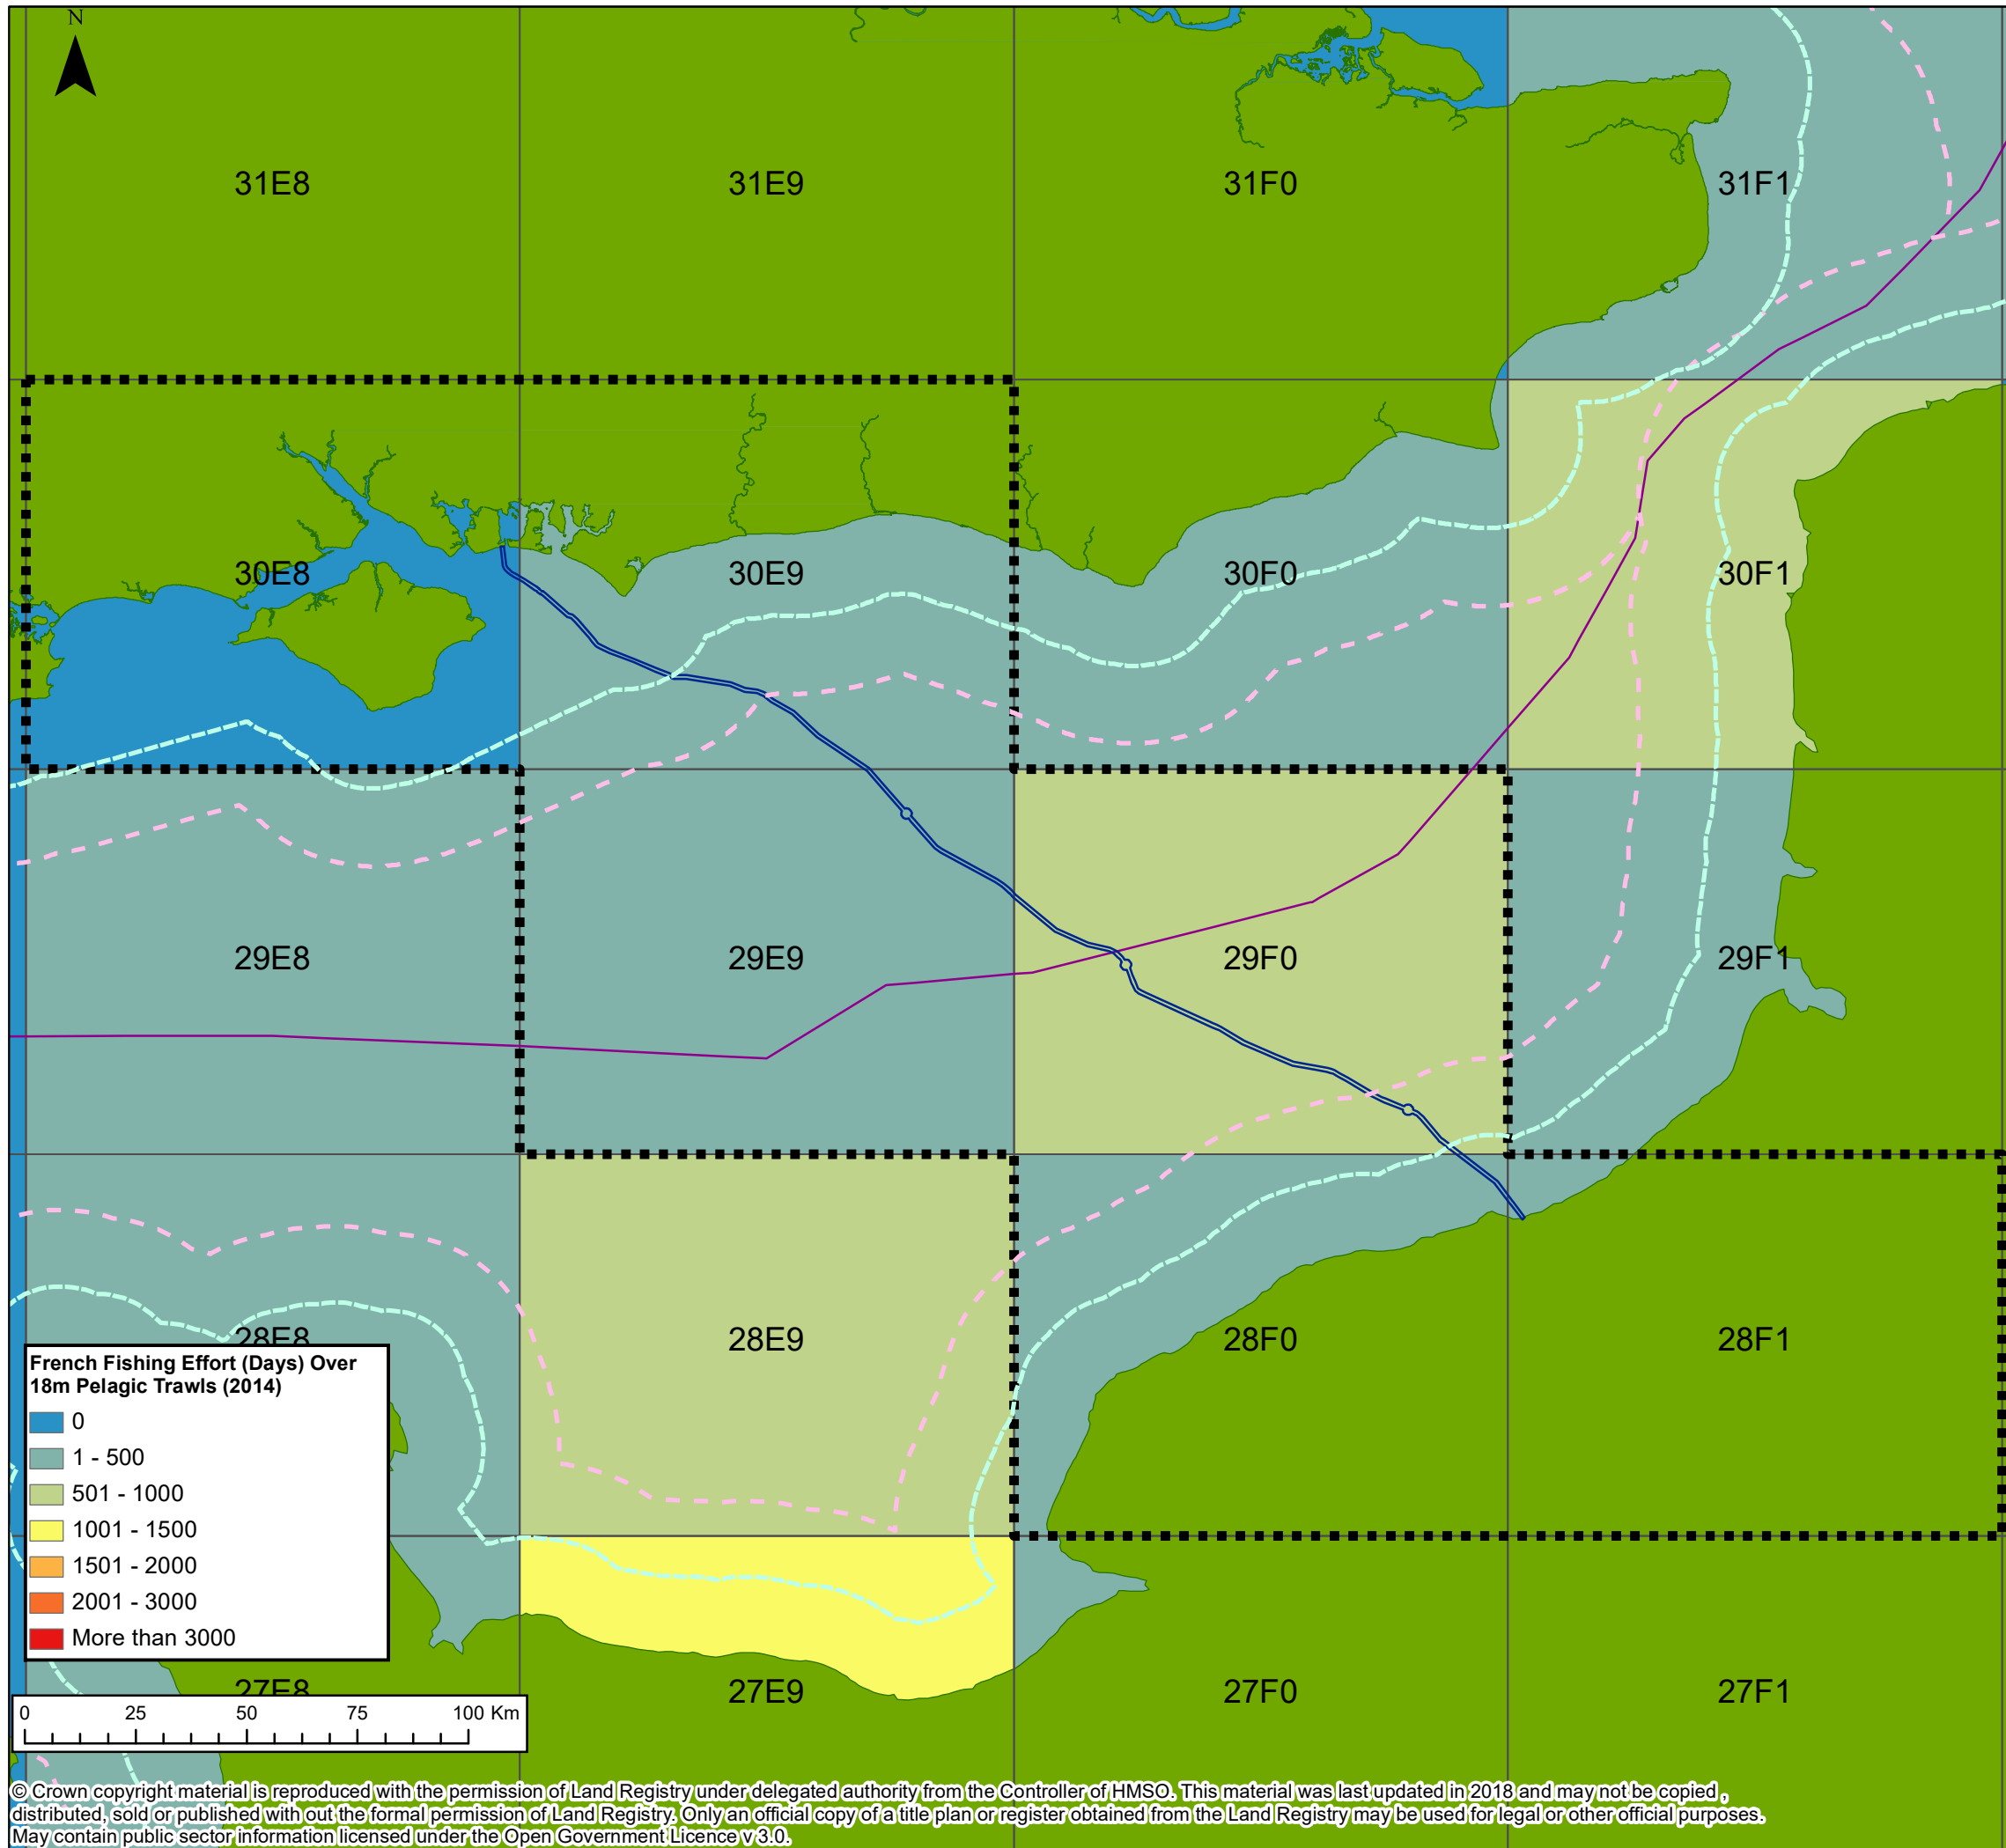 N
31E8 31E9 31F0 31F1
30E8 30E9 30F0 30F1
29E8 29E9 29F0 29F1
28E8 28E9 28F0 28F1
French Fishing Effort (Days) Over
18m Pelagic Trawls (2014)
0
1 - 500
501 - 1000
1001 - 1500
1501 - 2000
2001 - 3000
More than 3000
27E8 27E9 27F0 27F1
0 25 50 75 100 Km
© Crown copyright material is reproduced with the permission of Land Registry under delegated authority from the Controller of HMSO. This material was last updated in 2018 and may not be copied ,
distributed, sold or published with out the formal permission of Land Registry. Only an official copy of a title plan or register obtained from the Land Registry may be used for legal or other official purposes.
May contain public sector information licensed under the Open Government Licence v 3.0.